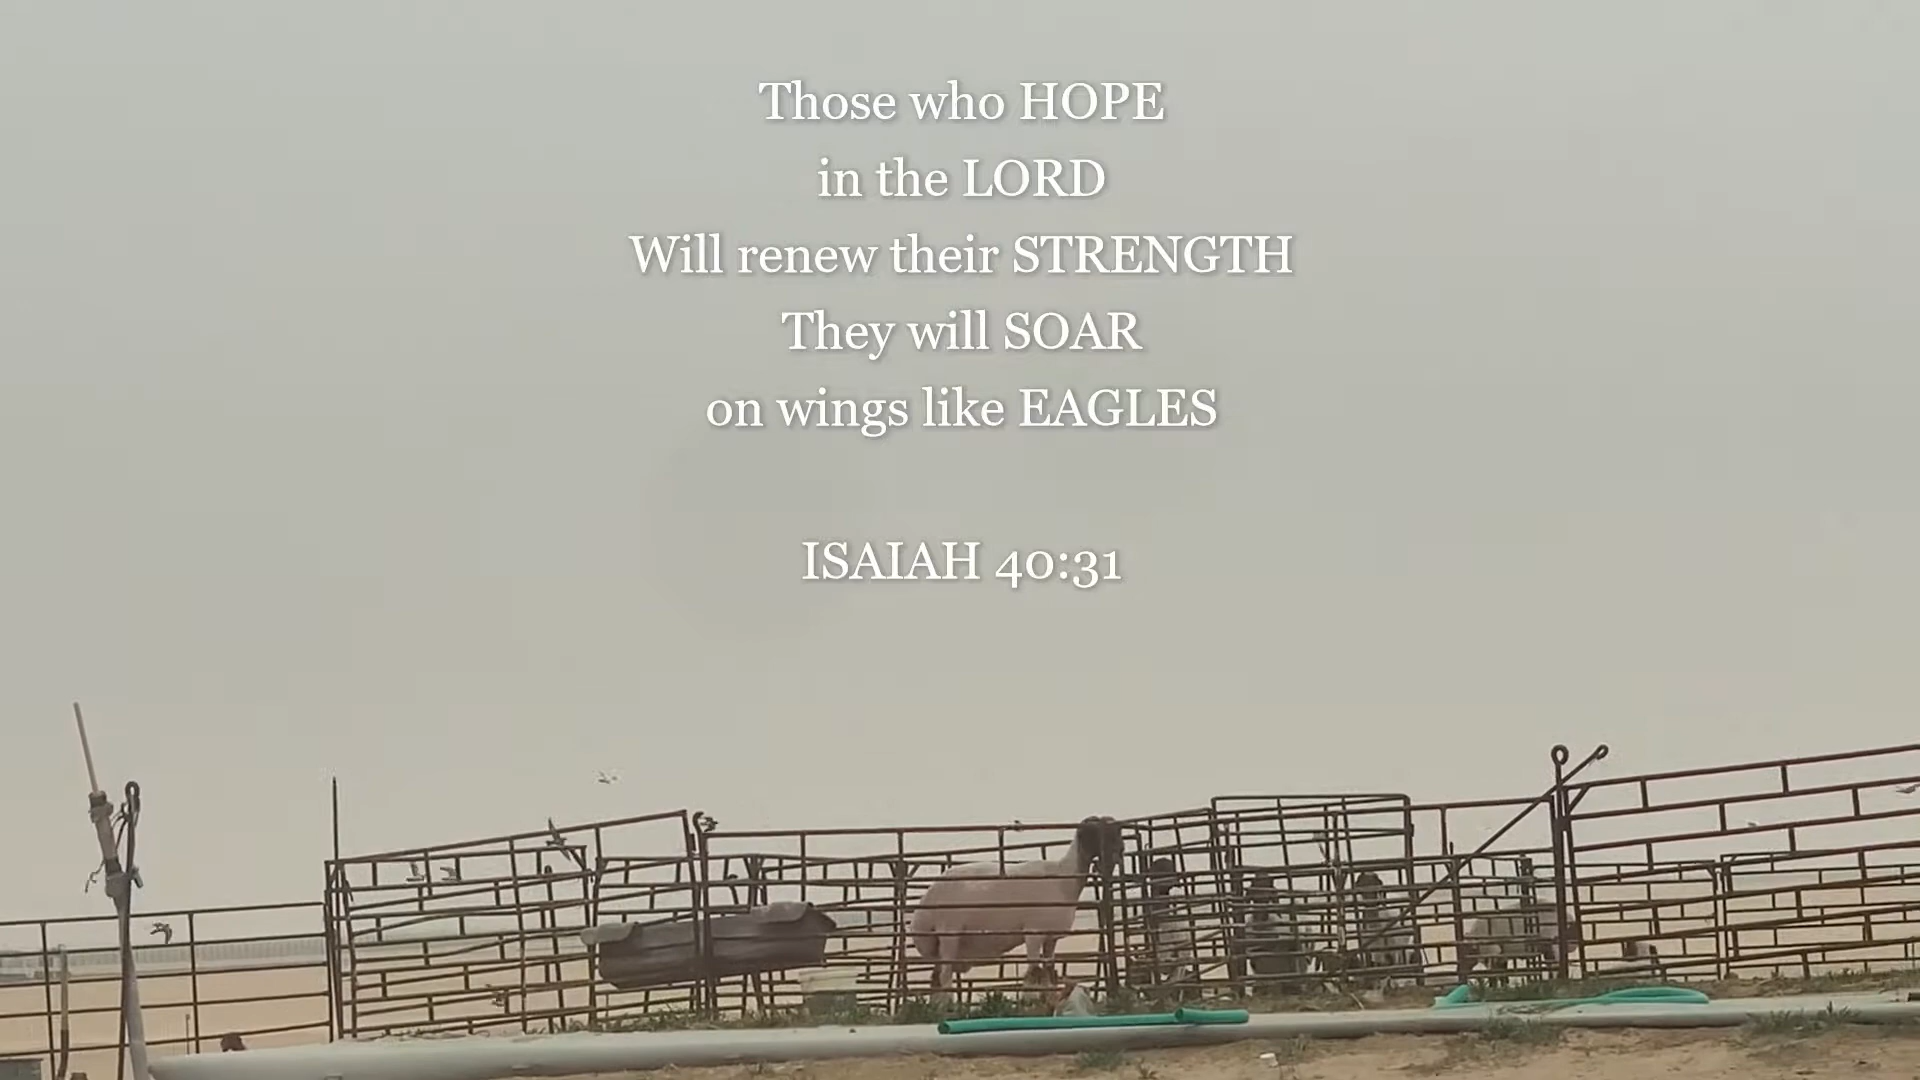 Those who HOPE
in the LORD
Will renew their STRENGTH
They will SOAR
on wings like EAGLES
ISAIAH 40:31